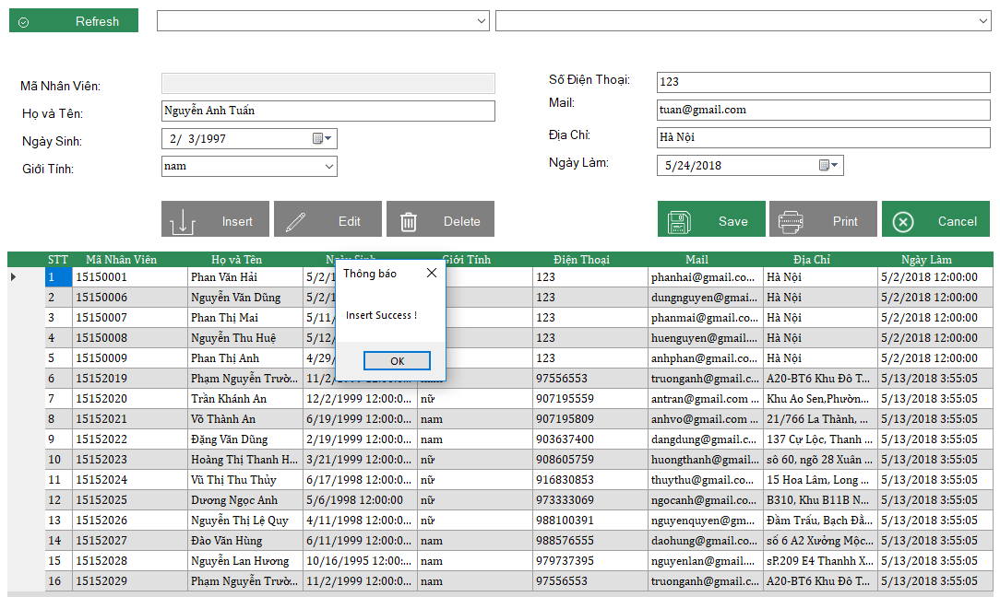 Refresh
Mã Nhân Viên:
Họ và Tên: Nguyễn Anh Tuấn
Ngày Sinh: 2/ 3/1997
Giới Tính: nam
Số Điện Thoại: 123
Mail: tuan@gmail.com
Địa Chỉ: Hà Nội
Ngày Làm: 5/24/2018
Insert Edit Delete Save Print Cancel
STT Mã Nhân Viên Họ và Tên Ngày Sinh Giới Tính Điện Thoại Mail Địa Chỉ Ngày Làm
1 15150001 Phan Văn Hải 5/2/1 123 phanhai@gmail.co... Hà Nội 5/2/2018 12:00:00
2 15150006 Nguyễn Văn Dũng 5/2/1 123 dungnguyen@gmai... Hà Nội 5/2/2018 12:00:00
3 15150007 Phan Thị Mai 5/11/ 123 phanmai@gmail.co... Hà Nội 5/2/2018 12:00:00
4 15150008 Nguyễn Thu Huệ 5/12/ 123 huenguyen@gmail.... Hà Nội 5/2/2018 12:00:00
5 15150009 Phan Thị Anh 4/29/ 123 anhphan@gmail.co... Hà Nội 5/2/2018 12:00:00
6 15152019 Phạm Nguyễn Trườ... 11/2/1999 12:00:0... nam 97556553 truonganh@gmail.c... A20-BT6 Khu Đô T... 5/13/2018 3:55:05
7 15152020 Trần Khánh An 12/2/1999 12:00:0... nữ 907195559 antran@gmail.com ... Khu Ao Sen,Phườn... 5/13/2018 3:55:05
8 15152021 Võ Thành An 6/19/1999 12:00:0... nam 907195809 anhvo@gmail.com ... 21/766 La Thành, ... 5/13/2018 3:55:05
9 15152022 Đặng Văn Dũng 2/19/1999 12:00:0... nam 903637400 dangdung@gmail.c... 137 Cự Lộc, Thanh ... 5/13/2018 3:55:05
10 15152023 Hoàng Thị Thanh H... 3/21/1999 12:00:0... nữ 908605759 huongthanh@gmail... sô 60, ngõ 28 Xuân ... 5/13/2018 3:55:05
11 15152024 Vũ Thị Thu Thủy 6/17/1998 12:00:0... nữ 916830853 thuythu@gmail.co... 15 Hoa Lâm, Long ... 5/13/2018 3:55:05
12 15152025 Dương Ngọc Anh 5/6/1998 12:00:00 nữ 973333069 ngocanh@gmail.co... B310, Khu B11B N... 5/13/2018 3:55:05
13 15152026 Nguyễn Thị Lệ Quy 4/11/1998 12:00:0... nữ 988100391 nguyenquyen@gm... Đầm Trấu, Bạch Đằ... 5/13/2018 3:55:05
14 15152027 Đào Văn Hùng 6/11/1999 12:00:0... nam 988576555 daohung@gmail.co... số 6 A2 Xưởng Mộc... 5/13/2018 3:55:05
15 15152028 Nguyễn Lan Hương 10/16/1995 12:00:... nam 979737395 nguyenlan@gmail.... sP.209 E4 Thanhh X... 5/13/2018 3:55:05
16 15152029 Phạm Nguyễn Trườ... 11/2/1999 12:00:0... nam 97556553 truonganh@gmail.c... A20-BT6 Khu Đô T... 5/13/2018 3:55:05
Thông báo
Insert Success !
OK